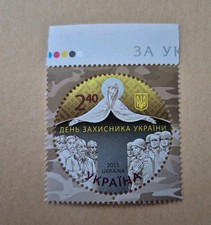 ЗА УК
2.40
ДЕНЬ ЗАХИСНИКА УКРАЇНИ
2015
UKRAINE
УКРАЇНА